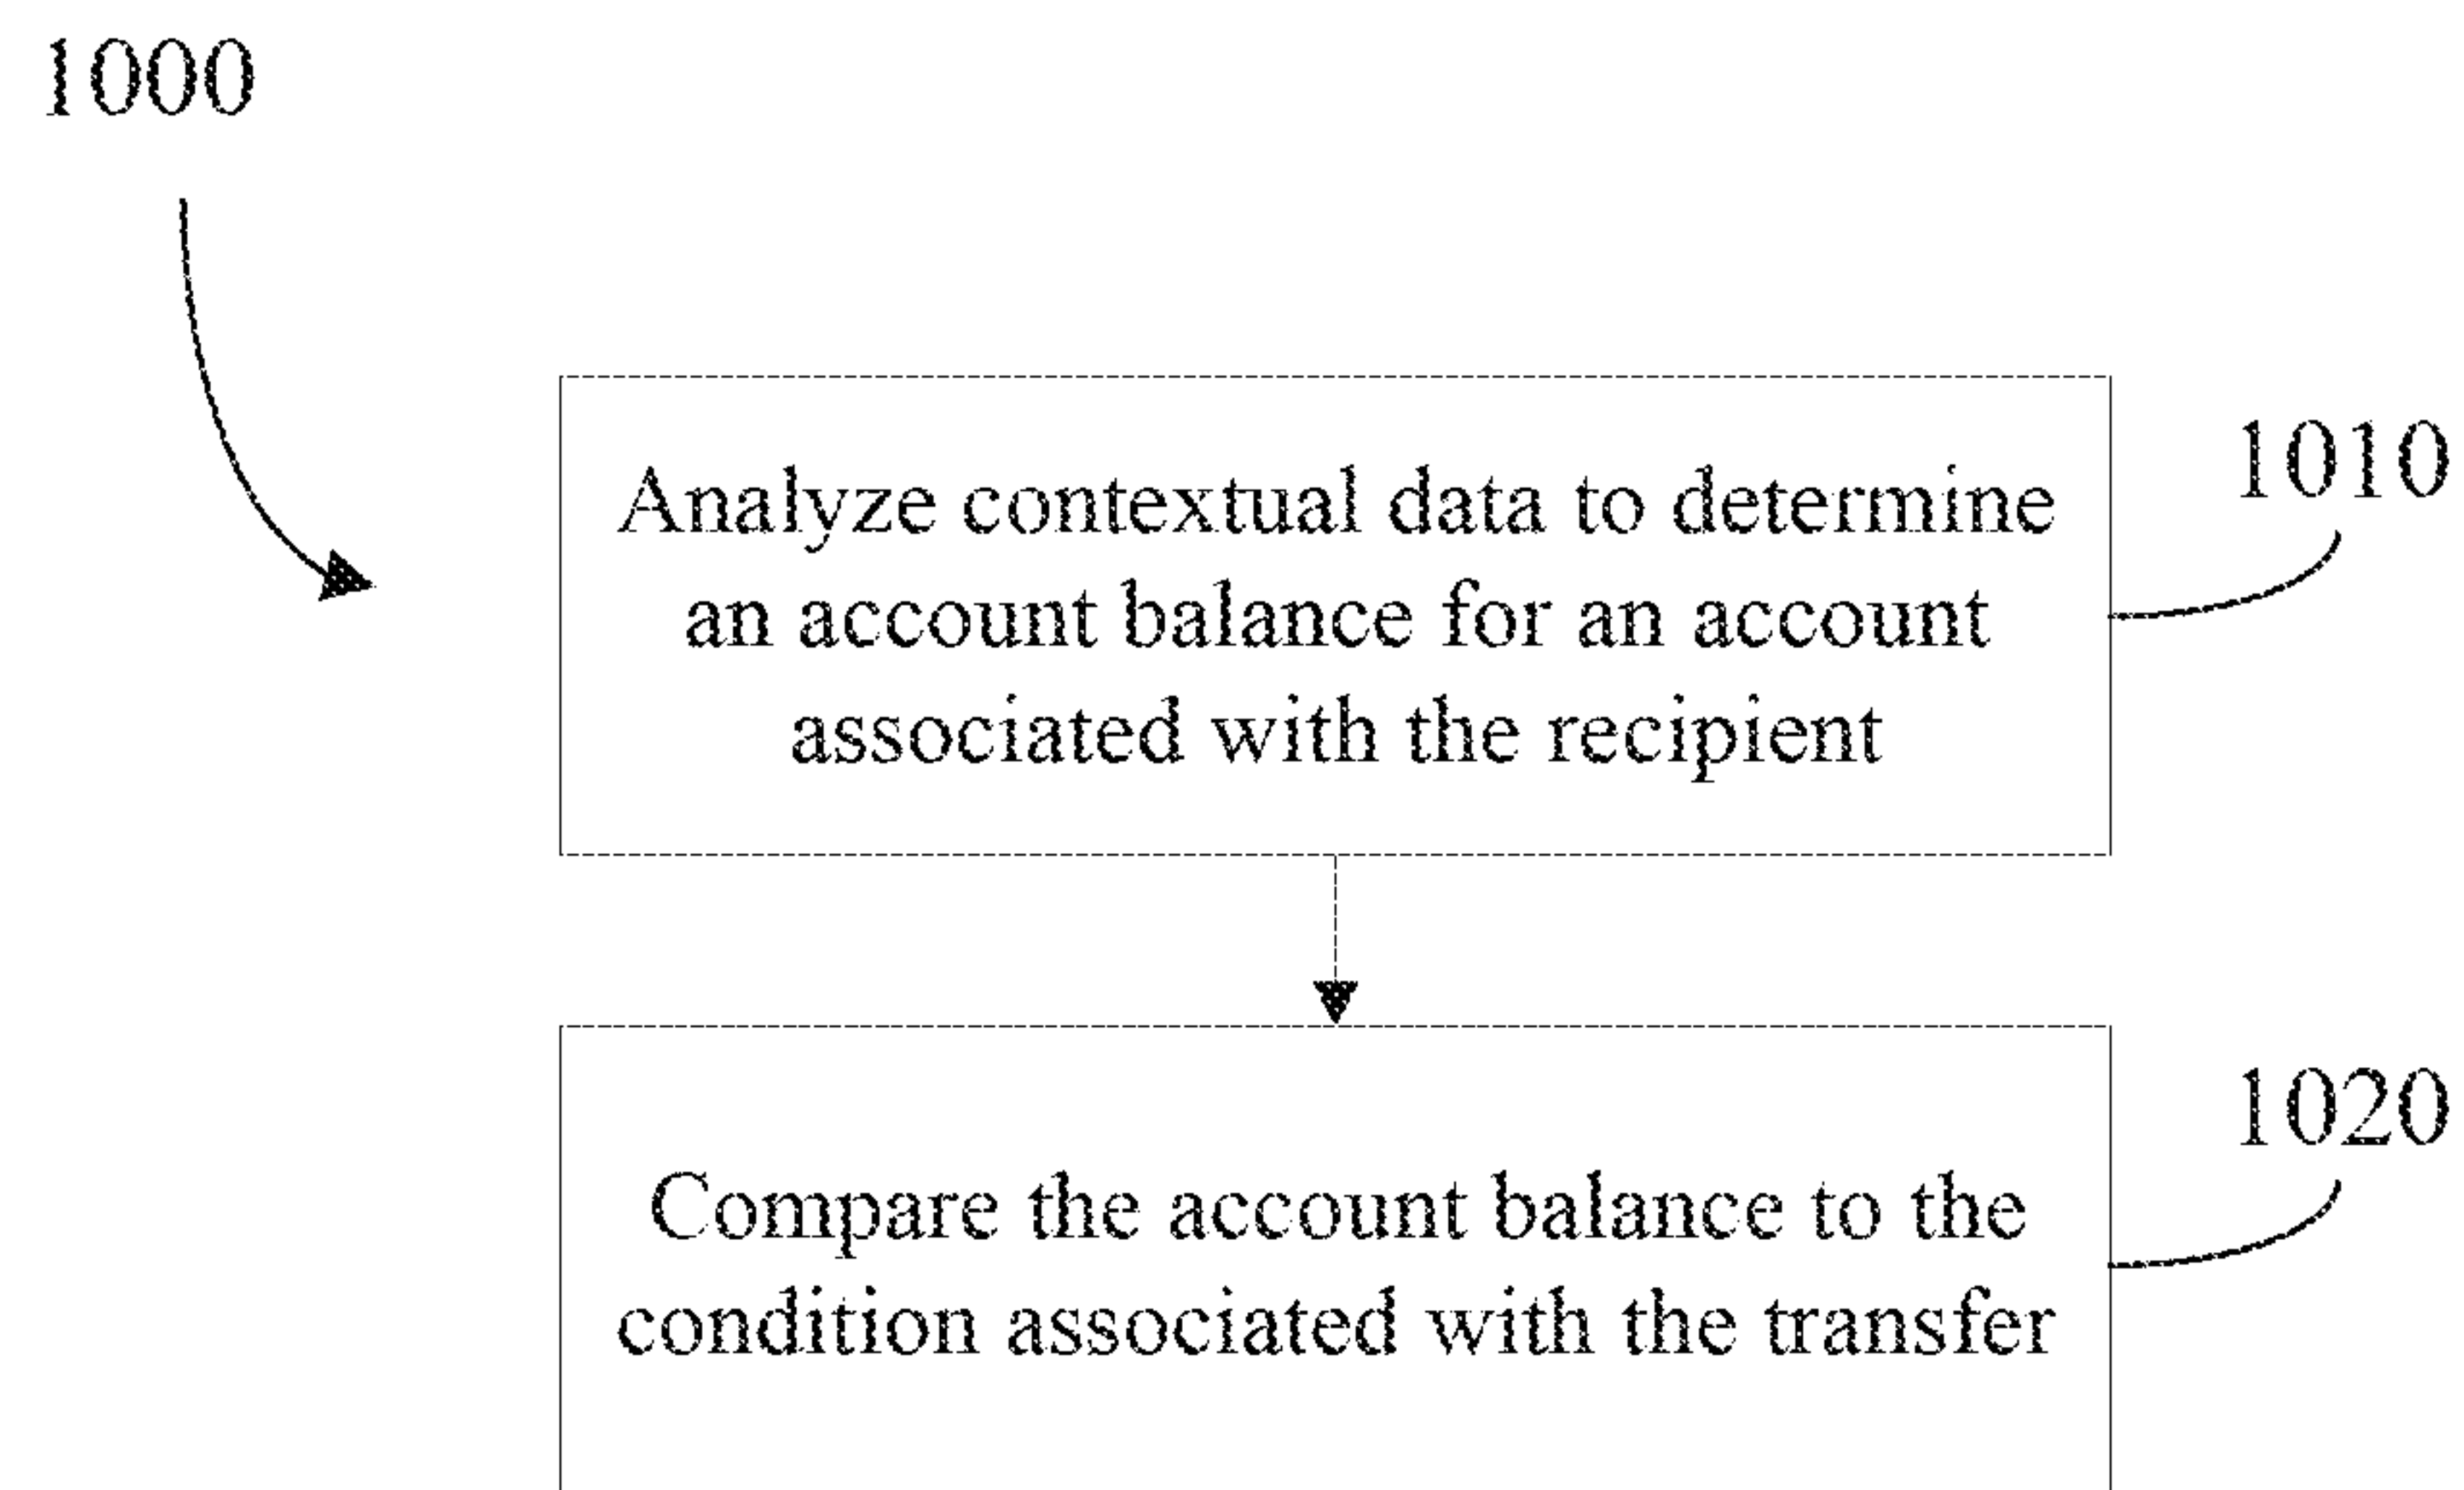 1000
Analyze contextual data to determine
an account balance for an account
associated with the recipient
1010
Compare the account balance to the
condition associated with the transfer
1020